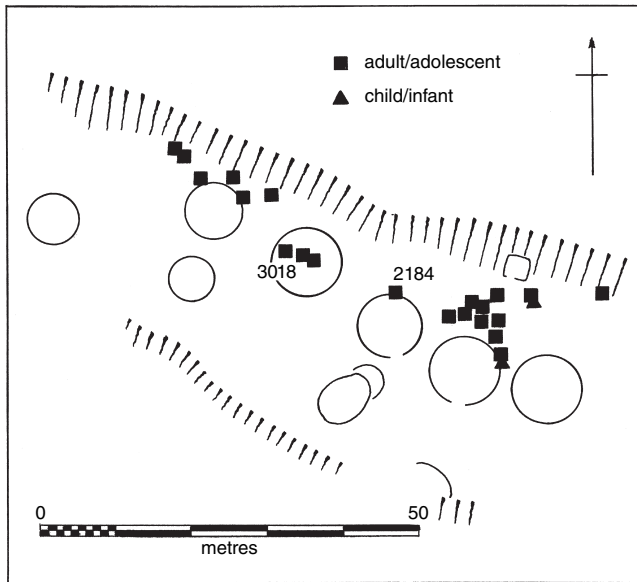 adult/adolescent
child/infant
3018
2184
0 50
metres